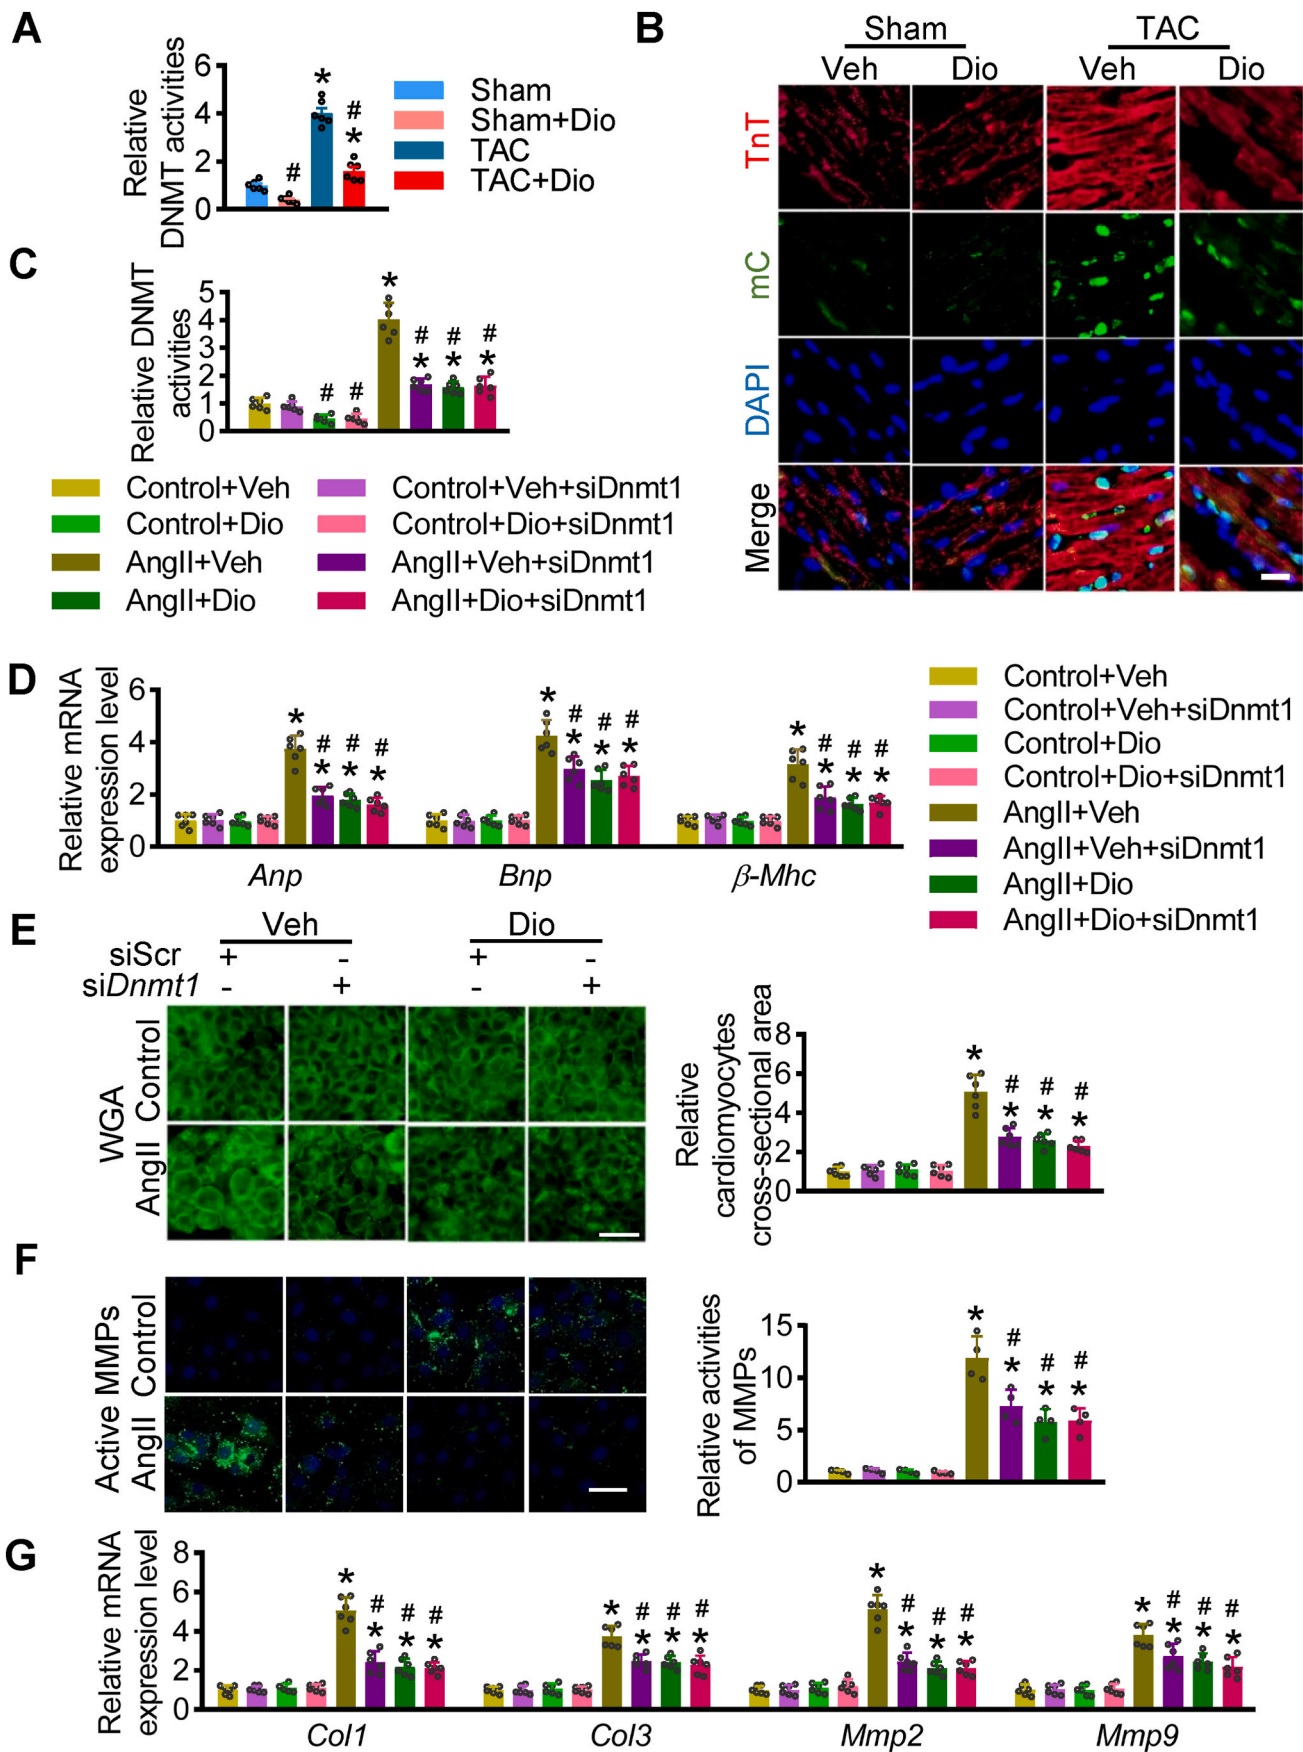 A
Relative
DNMT activities
6
4
2
0
*
#
#
*
Sham
Sham+Dio
TAC
TAC+Dio
B
Sham
TAC
Veh
Dio
Veh
Dio
TnT
mC
DAPI
Merge
C
Relative DNMT
activities
5
4
3
2
1
0
#
#
*
#
*
#
*
#
*
Control+Veh
Control+Veh+siDnmt1
Control+Dio
Control+Dio+siDnmt1
AngII+Veh
AngII+Veh+siDnmt1
AngII+Dio
AngII+Dio+siDnmt1
D
Relative mRNA
expression level
6
4
2
0
*
#
*
#
*
#
*
*
#
*
#
*
#
*
*
#
*
#
*
#
*
Anp
Bnp
β-Mhc
Control+Veh
Control+Veh+siDnmt1
Control+Dio
Control+Dio+siDnmt1
AngII+Veh
AngII+Veh+siDnmt1
AngII+Dio
AngII+Dio+siDnmt1
E
Veh
Dio
siScr
+
-
+
-
siDnmt1
-
+
-
+
WGA
Control
AngII
Relative
cardiomyocytes
cross-sectional area
8
6
4
2
0
*
#
*
#
*
#
*
F
Active MMPs
Control
AngII
Relative activities
of MMPs
15
10
5
0
*
#
*
#
*
#
*
G
Relative mRNA
expression level
8
6
4
2
0
*
#
*
#
*
#
*
*
#
*
#
*
#
*
*
#
*
#
*
#
*
*
#
*
#
*
#
*
Col1
Col3
Mmp2
Mmp9